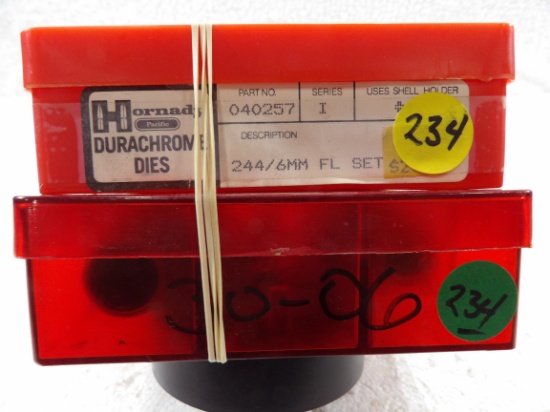 Hornady
Pacific
DURACHROME
DIES
PART NO. SERIES USES SHELL HOLDER
040257 I
DESCRIPTION
244/6MM FL SET
234
30-06
234